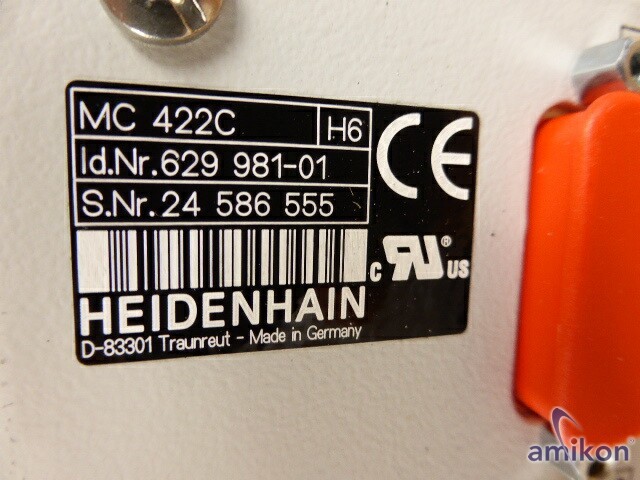 MC 422C H6
Id.Nr.629 981-01
S.Nr.24 586 555
CE
c RU® US
HEIDENHAIN
D-83301 Traunreut - Made in Germany
amikon®